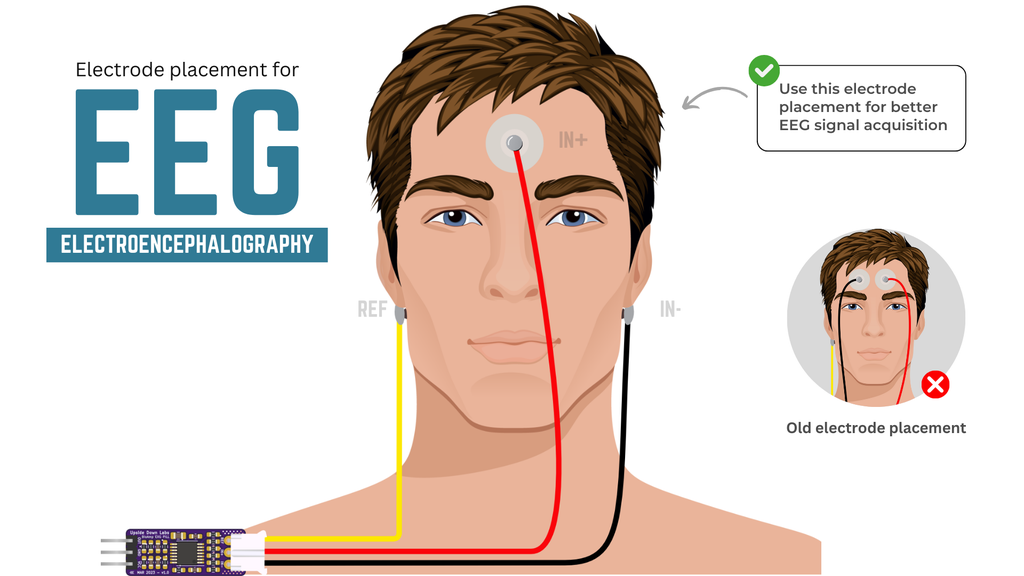 Electrode placement for
EEG
ELECTROENCEPHALOGRAPHY
IN+
REF
IN-
Use this electrode
placement for better
EEG signal acquisition
Old electrode placement
Upside Down Labs